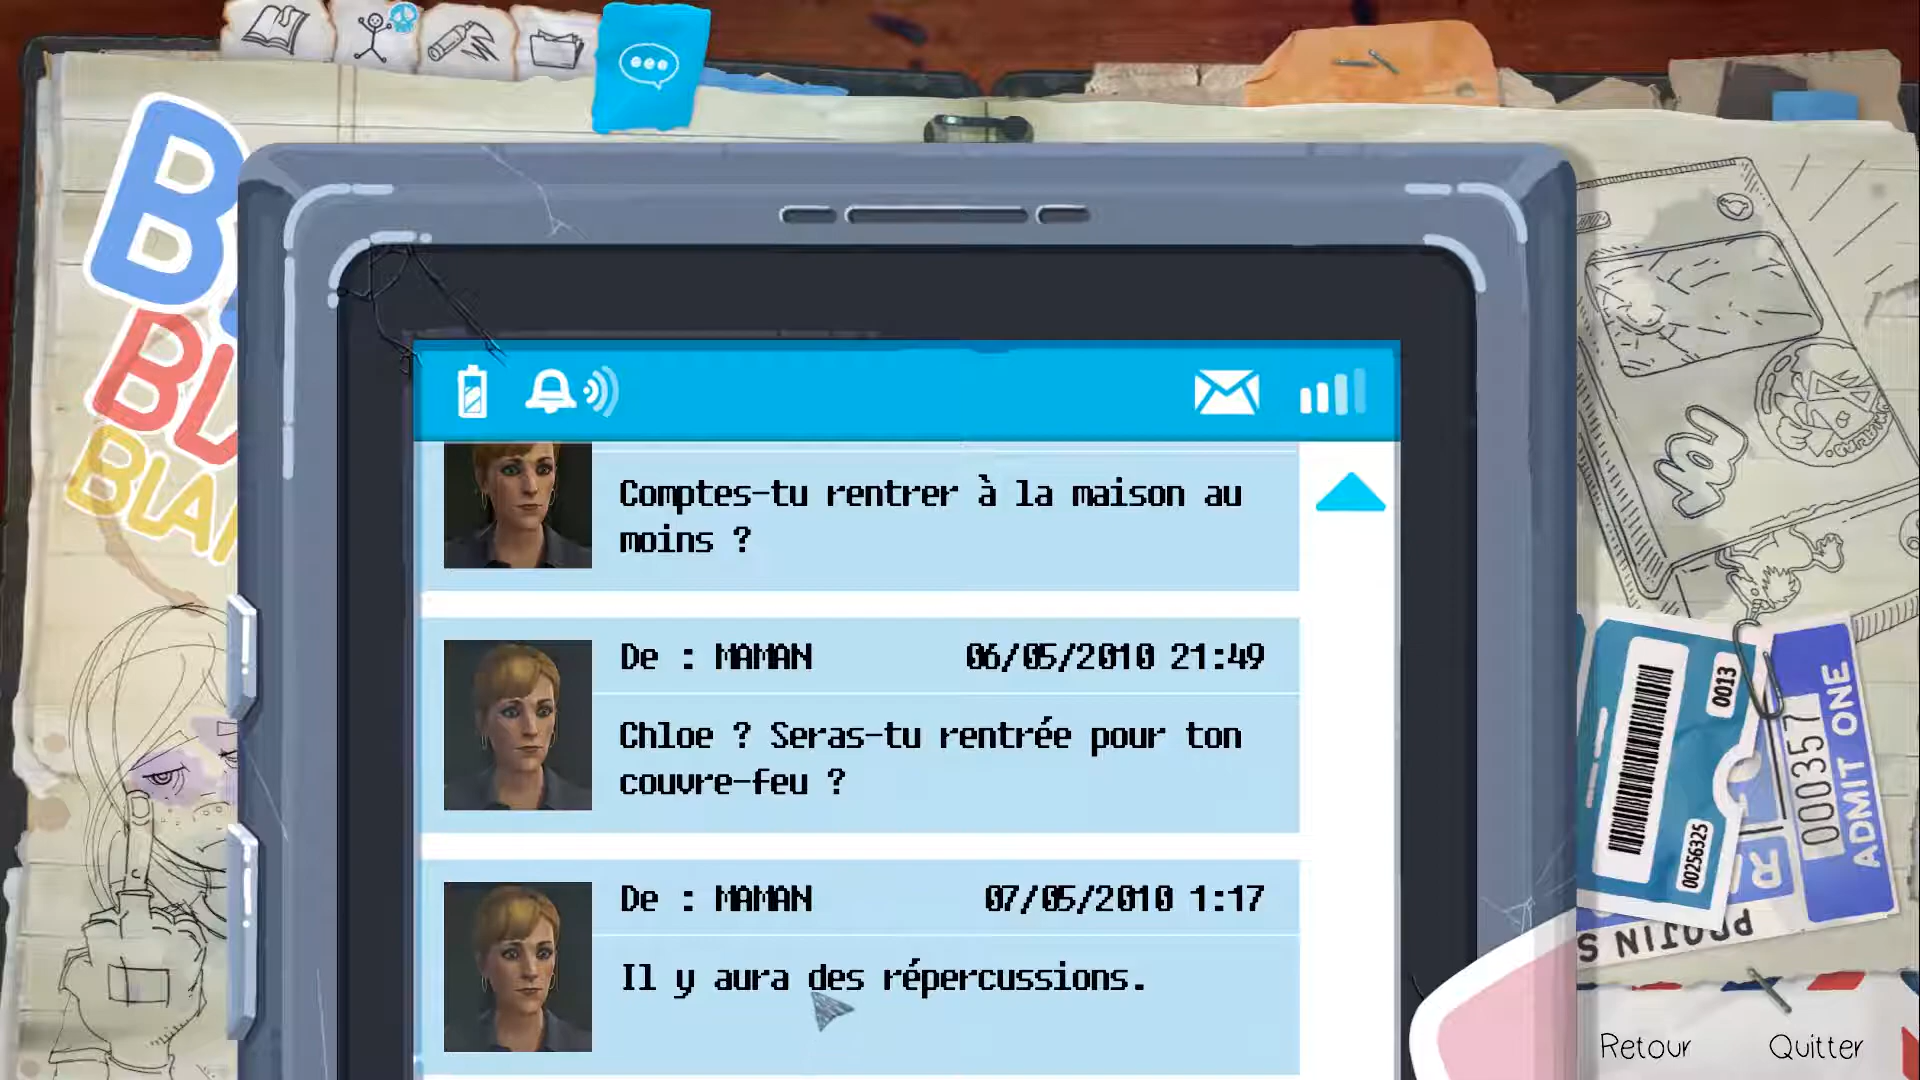 Comptes-tu rentrer à la maison au
moins ?
De : MAMAN 06/05/2010 21:49
Chloe ? Seras-tu rentrée pour ton
couvre-feu ?
De : MAMAN 07/05/2010 1:17
Il y aura des répercussions.
0013
00256325
000357
ADMIT ONE
Retour
Quitter